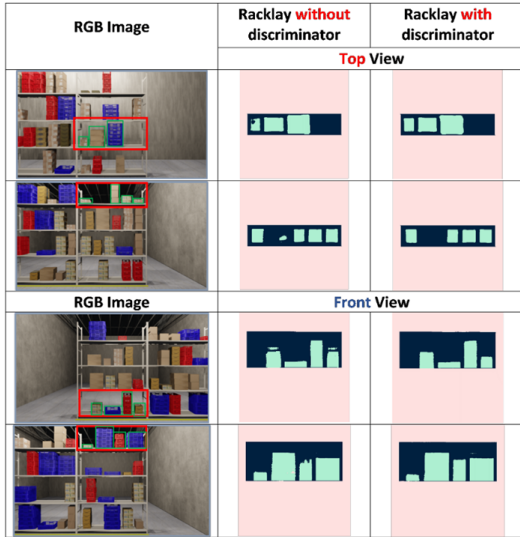 RGB Image
Racklay without
discriminator
Racklay with
discriminator
Top View
RGB Image
Front View